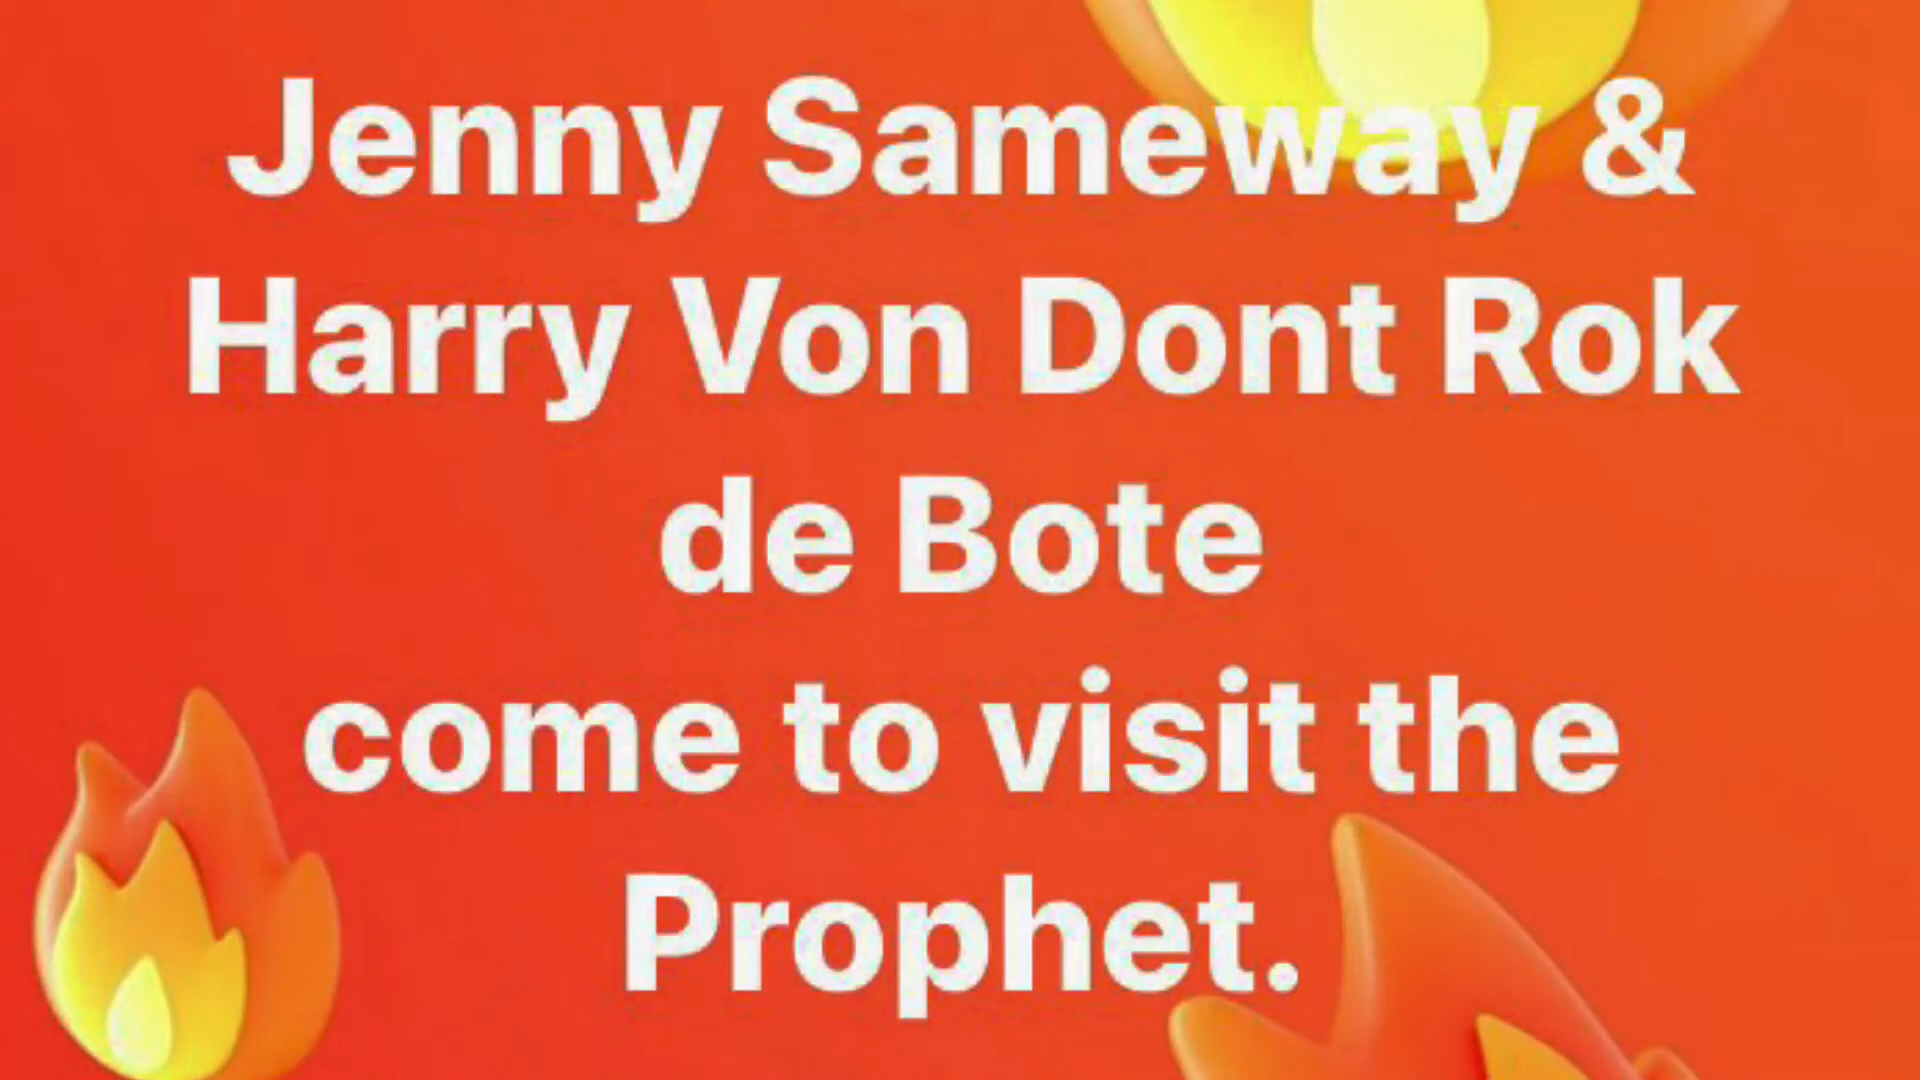 Jenny Sameway &
Harry Von Dont Rok
de Bote
come to visit the
Prophet.